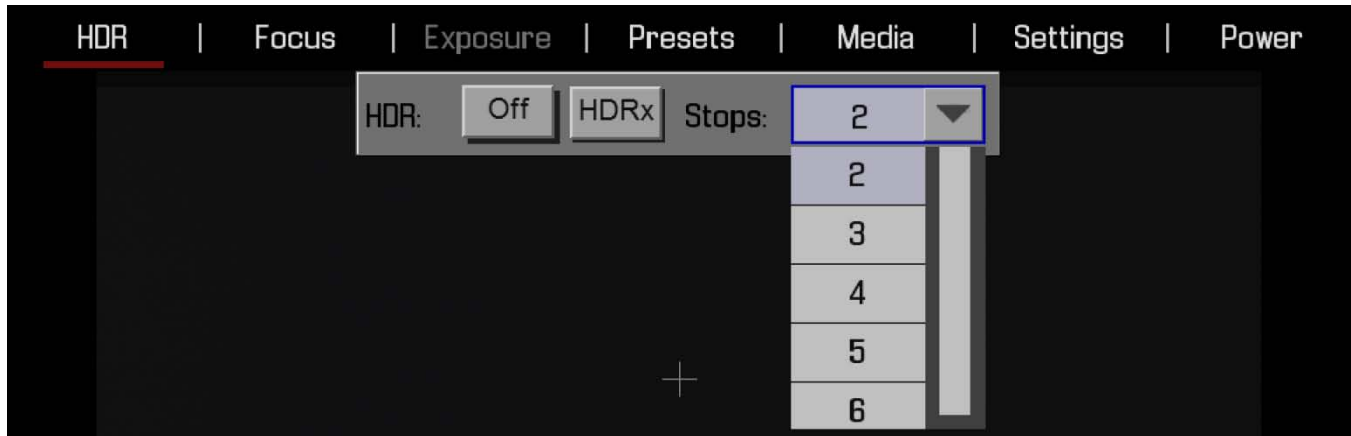 HDR | Focus | Exposure | Presets | Media | Settings | Power
HDR: Off HDRx Stops: 2
2
3
4
5
6